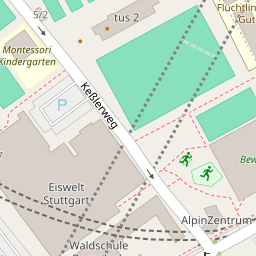 5/2
tus 2
Flüchtlin
Gut
Montessori
Kindergarten
P
Keßlerweg
Eiswelt
Stuttgart
Bew
AlpinZentrum
Waldschule